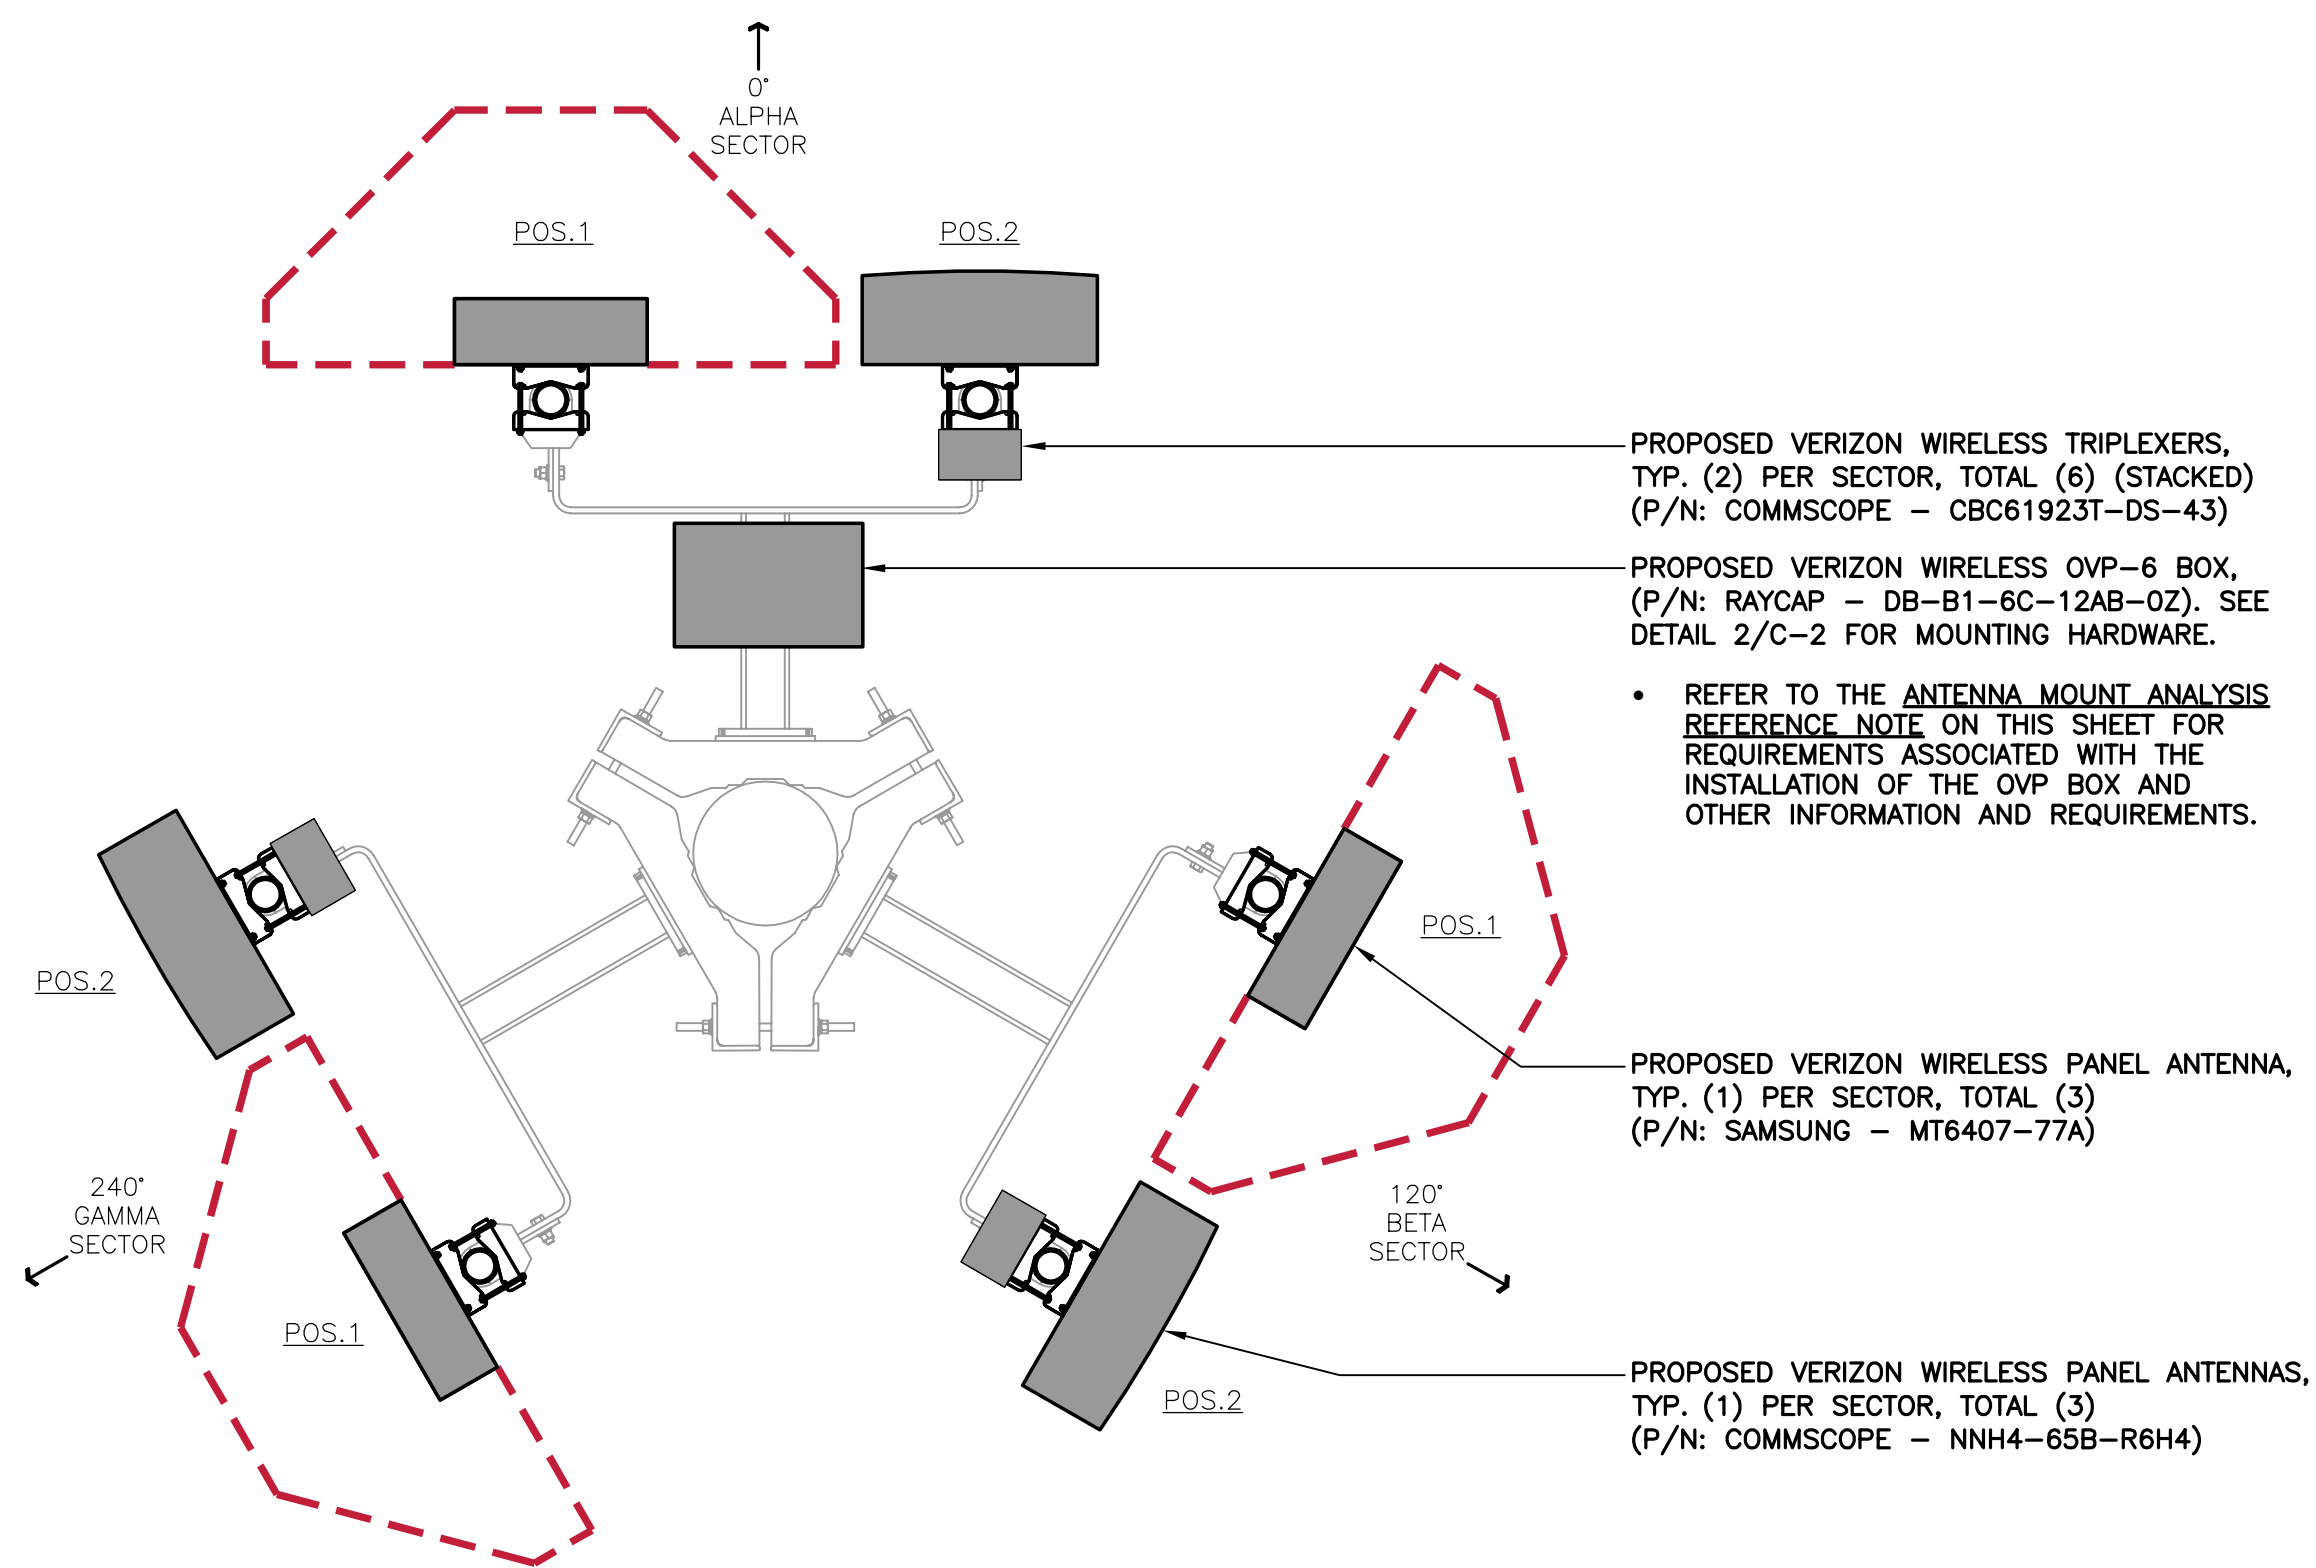 0°
ALPHA
SECTOR
POS.1
POS.2
PROPOSED VERIZON WIRELESS TRIPLEXERS,
TYP. (2) PER SECTOR, TOTAL (6) (STACKED)
(P/N: COMMSCOPE - CBC61923T-DS-43)
PROPOSED VERIZON WIRELESS OVP-6 BOX,
(P/N: RAYCAP - DB-B1-6C-12AB-0Z). SEE
DETAIL 2/C-2 FOR MOUNTING HARDWARE.
• REFER TO THE ANTENNA MOUNT ANALYSIS
REFERENCE NOTE ON THIS SHEET FOR
REQUIREMENTS ASSOCIATED WITH THE
INSTALLATION OF THE OVP BOX AND
OTHER INFORMATION AND REQUIREMENTS.
POS.1
POS.2
PROPOSED VERIZON WIRELESS PANEL ANTENNA,
TYP. (1) PER SECTOR, TOTAL (3)
(P/N: SAMSUNG - MT6407-77A)
240°
GAMMA
SECTOR
120°
BETA
SECTOR
POS.1
POS.2
PROPOSED VERIZON WIRELESS PANEL ANTENNAS,
TYP. (1) PER SECTOR, TOTAL (3)
(P/N: COMMSCOPE - NNH4-65B-R6H4)